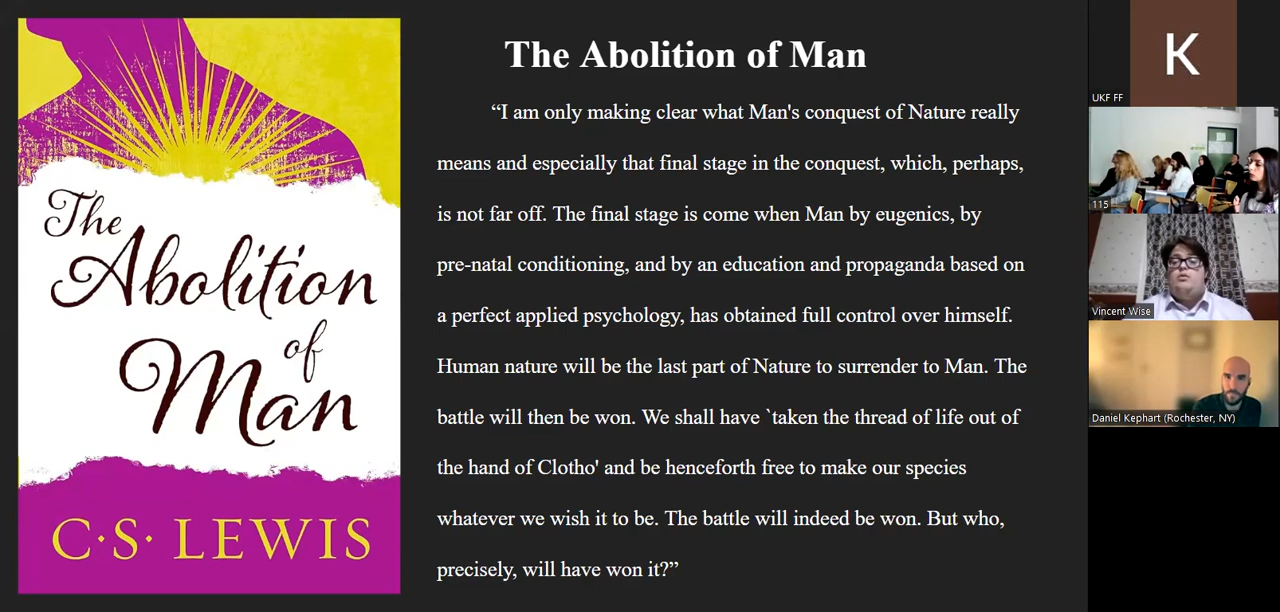 The
Abolition
of
Man
C·S· LEWIS
The Abolition of Man
“I am only making clear what Man's conquest of Nature really
means and especially that final stage in the conquest, which, perhaps,
is not far off. The final stage is come when Man by eugenics, by
pre-natal conditioning, and by an education and propaganda based on
a perfect applied psychology, has obtained full control over himself.
Human nature will be the last part of Nature to surrender to Man. The
battle will then be won. We shall have `taken the thread of life out of
the hand of Clotho' and be henceforth free to make our species
whatever we wish it to be. The battle will indeed be won. But who,
precisely, will have won it?”
K
UKF FF
115
Vincent Wise
Daniel Kephart (Rochester, NY)